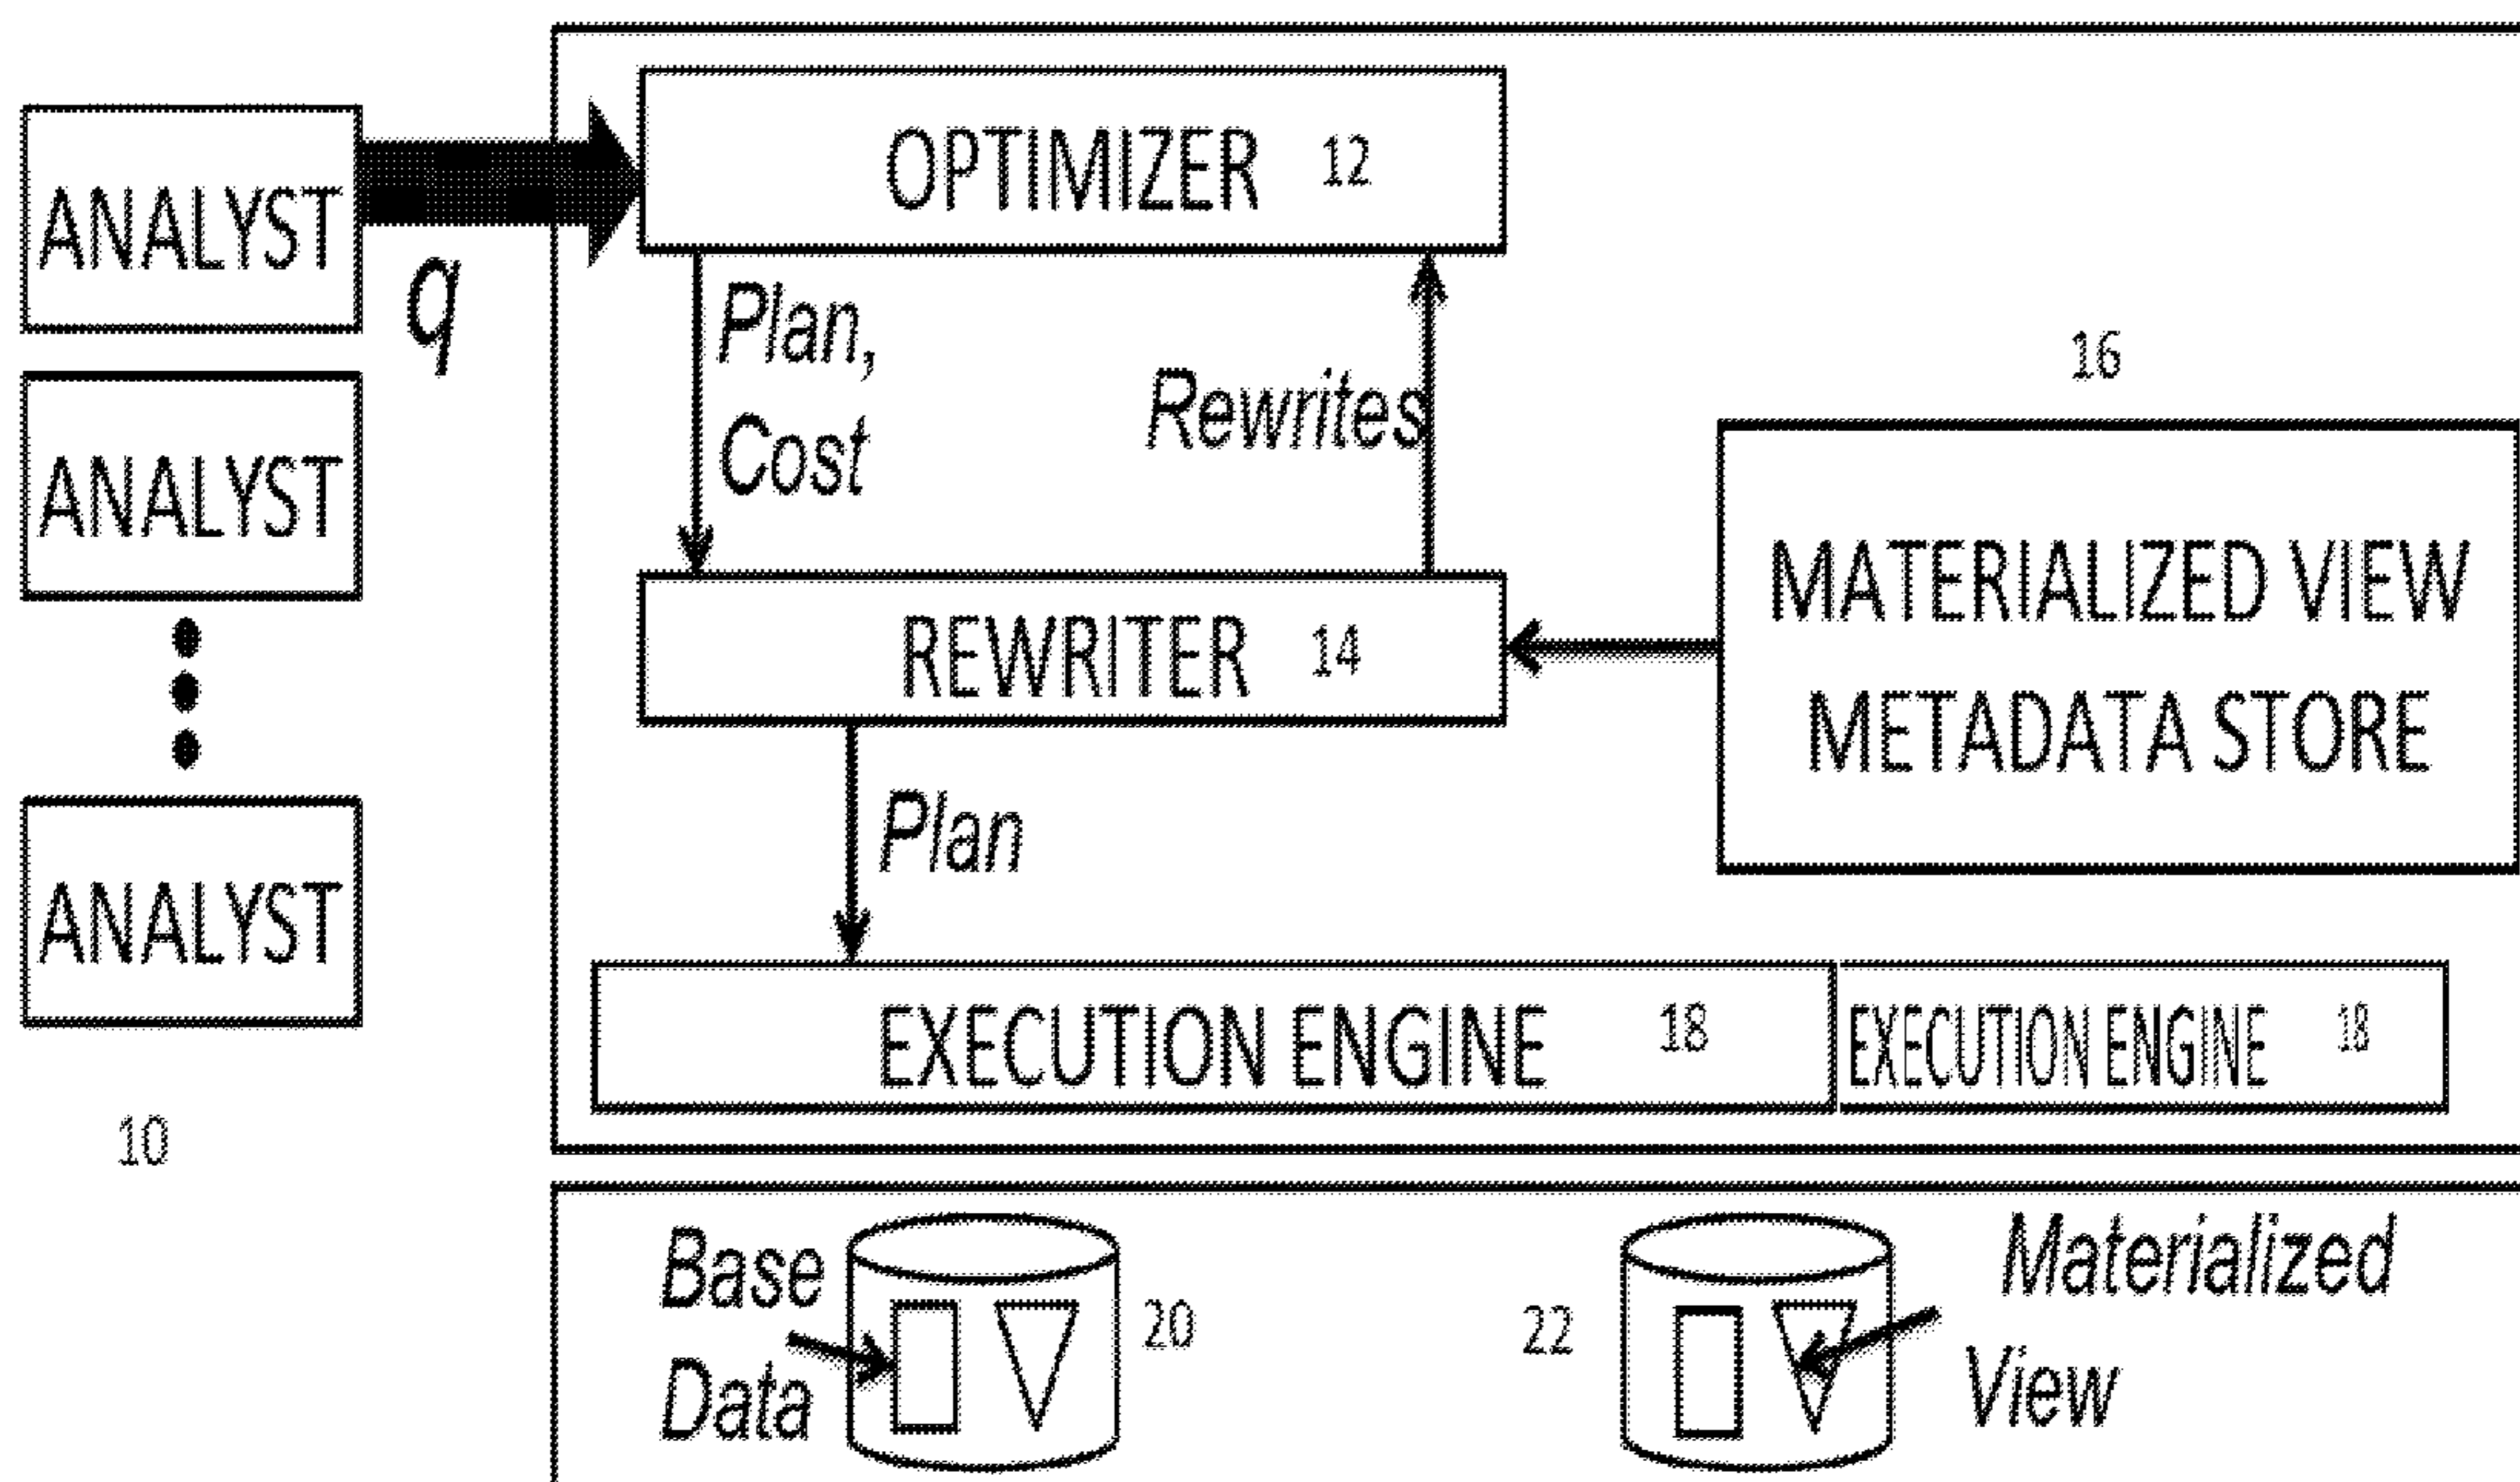 ANALYST
q
ANALYST
ANALYST
10
OPTIMIZER 12
Plan,
Cost
Rewrites
REWRITER 14
16
MATERIALIZED VIEW
METADATA STORE
Plan
EXECUTION ENGINE 18
EXECUTION ENGINE 18
Base
Data
20
22
Materialized
View